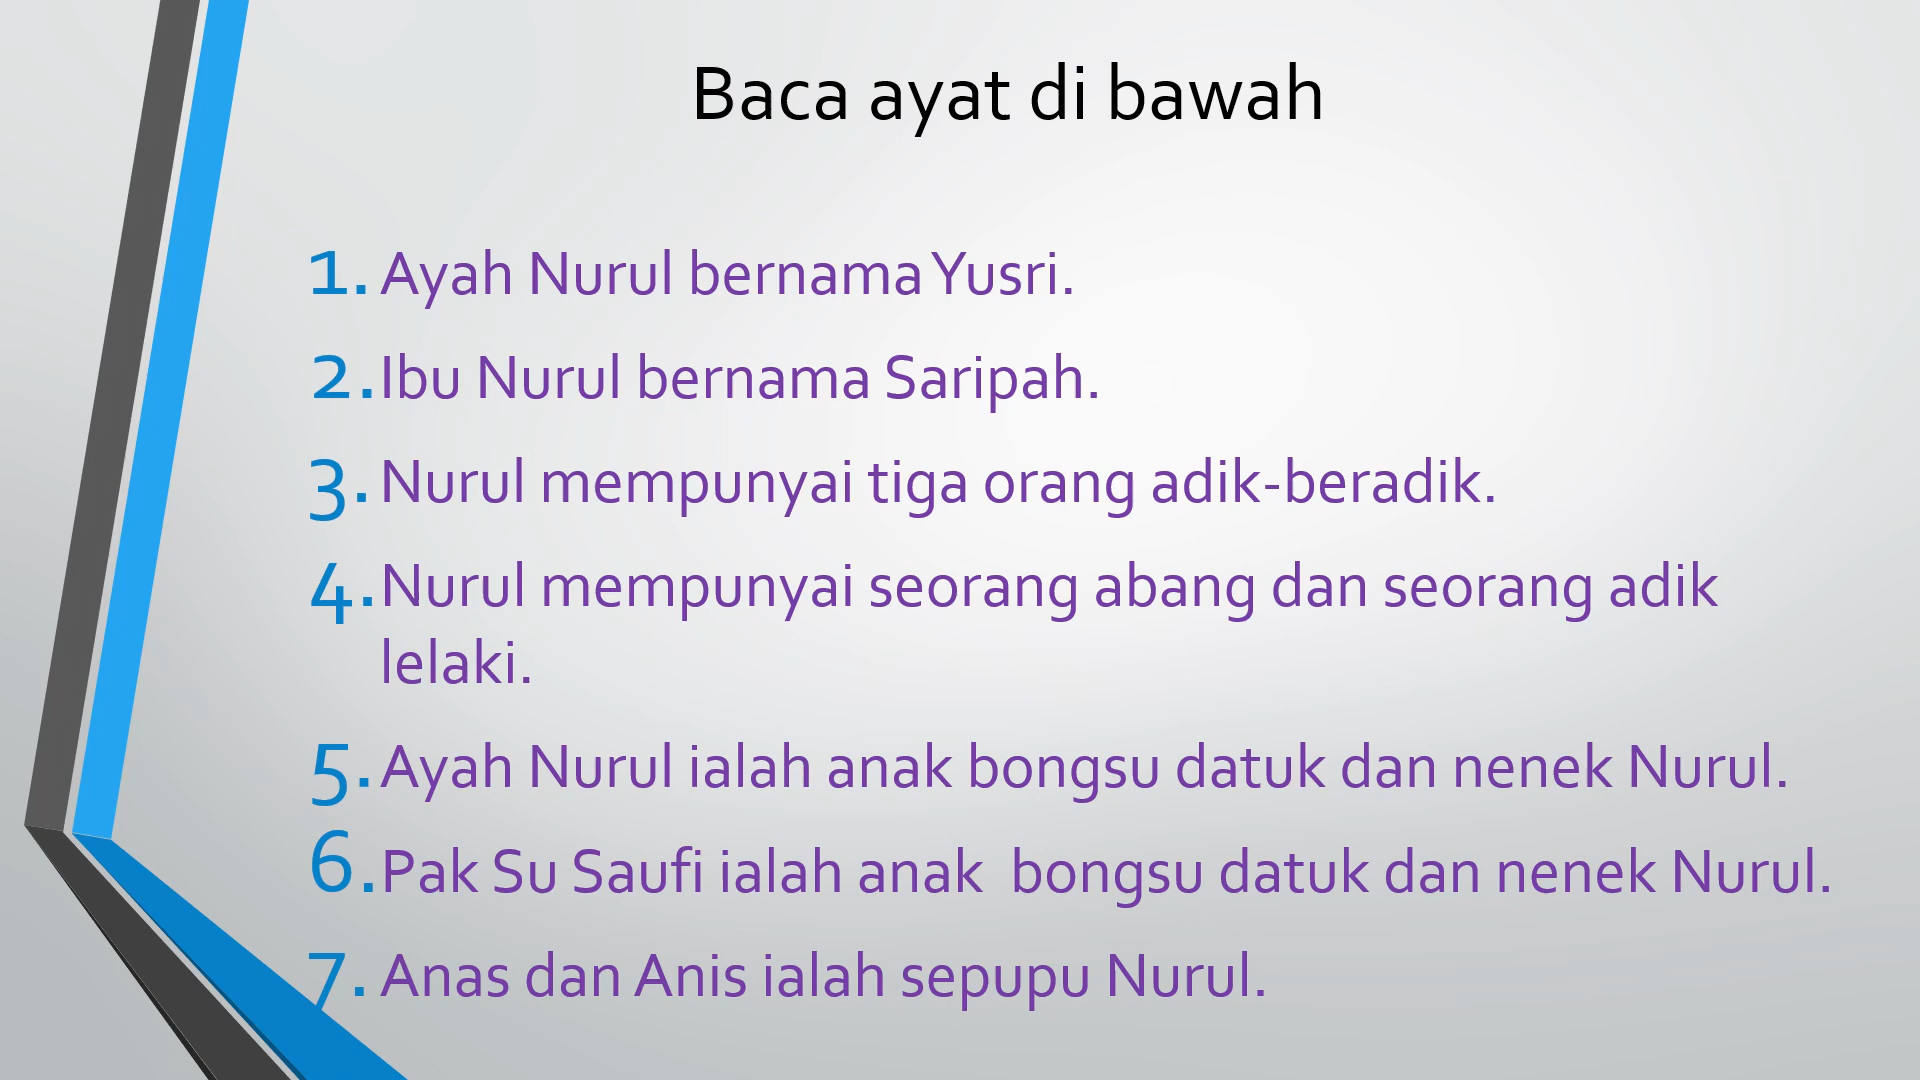 Baca ayat di bawah
1. Ayah Nurul bernama Yusri.
2. Ibu Nurul bernama Saripah.
3. Nurul mempunyai tiga orang adik-beradik.
4. Nurul mempunyai seorang abang dan seorang adik
lelaki.
5. Ayah Nurul ialah anak bongsu datuk dan nenek Nurul.
6. Pak Su Saufi ialah anak  bongsu datuk dan nenek Nurul.
7. Anas dan Anis ialah sepupu Nurul.